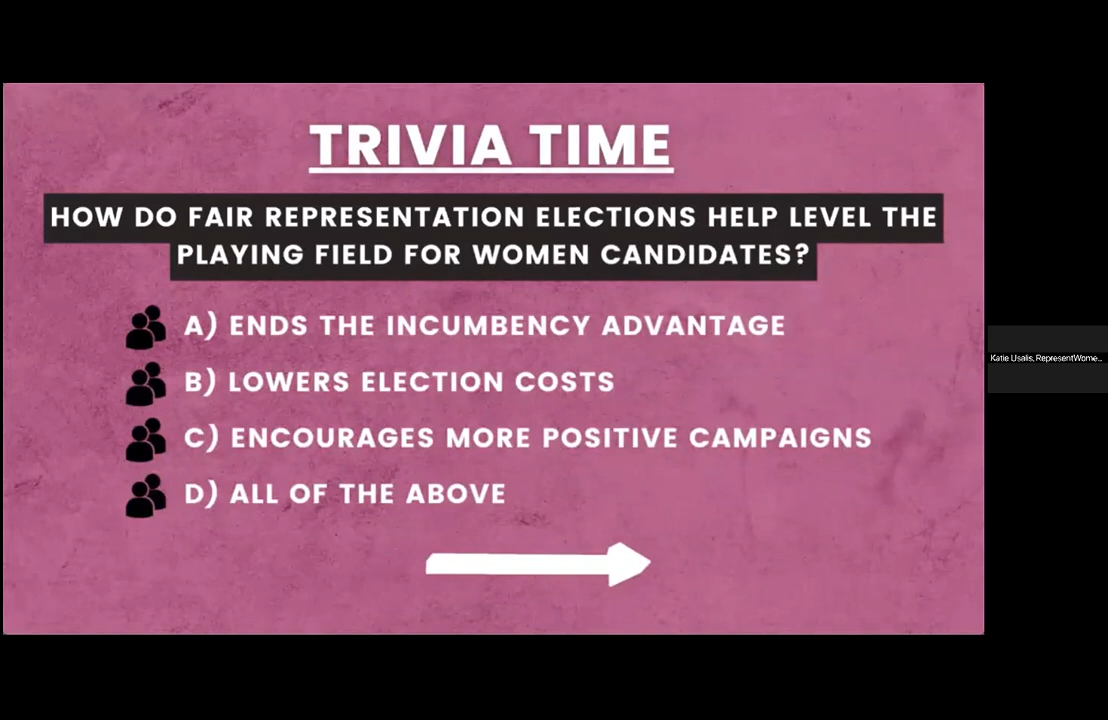 TRIVIA TIME
HOW DO FAIR REPRESENTATION ELECTIONS HELP LEVEL THE
PLAYING FIELD FOR WOMEN CANDIDATES?
A) ENDS THE INCUMBENCY ADVANTAGE
B) LOWERS ELECTION COSTS
C) ENCOURAGES MORE POSITIVE CAMPAIGNS
D) ALL OF THE ABOVE
Katie Usalis, RepresentWome...